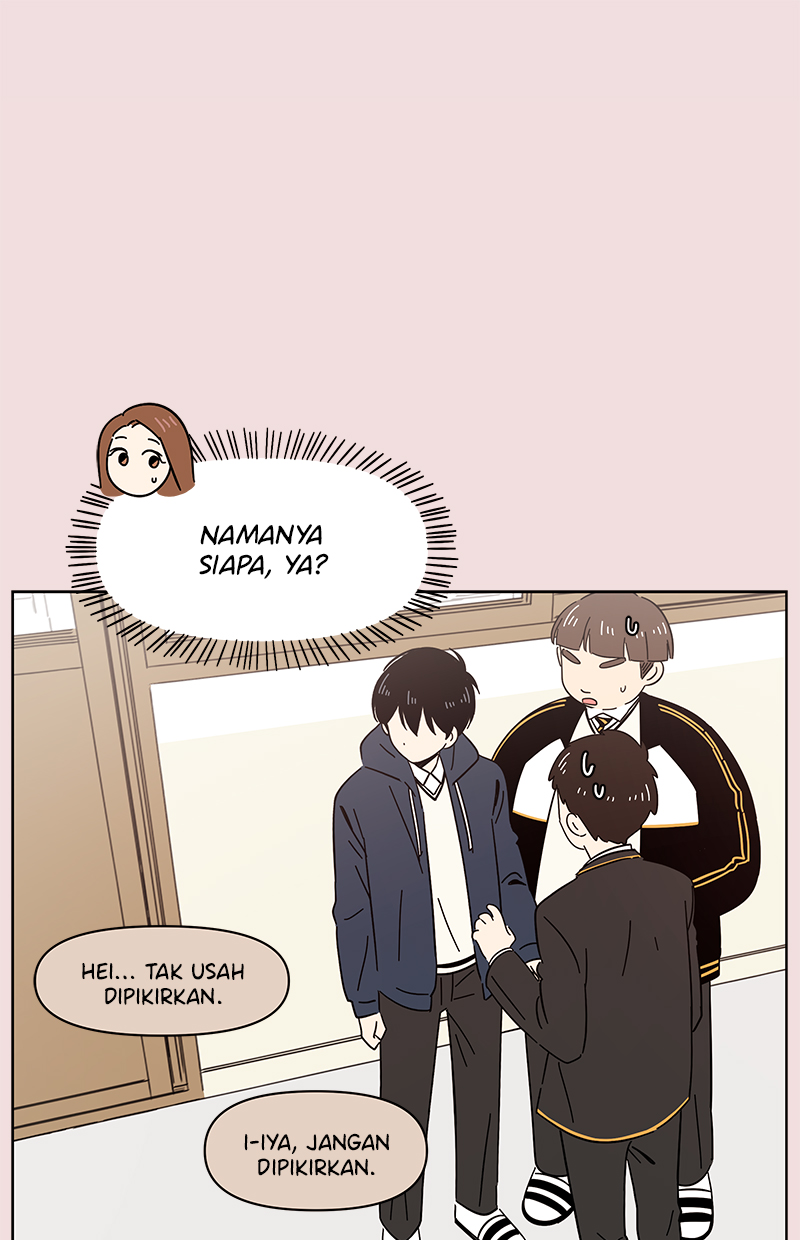 NAMANYA
SIAPA, YA?
HEI... TAK USAH
DIPIKIRKAN.
I-IYA, JANGAN
DIPIKIRKAN.